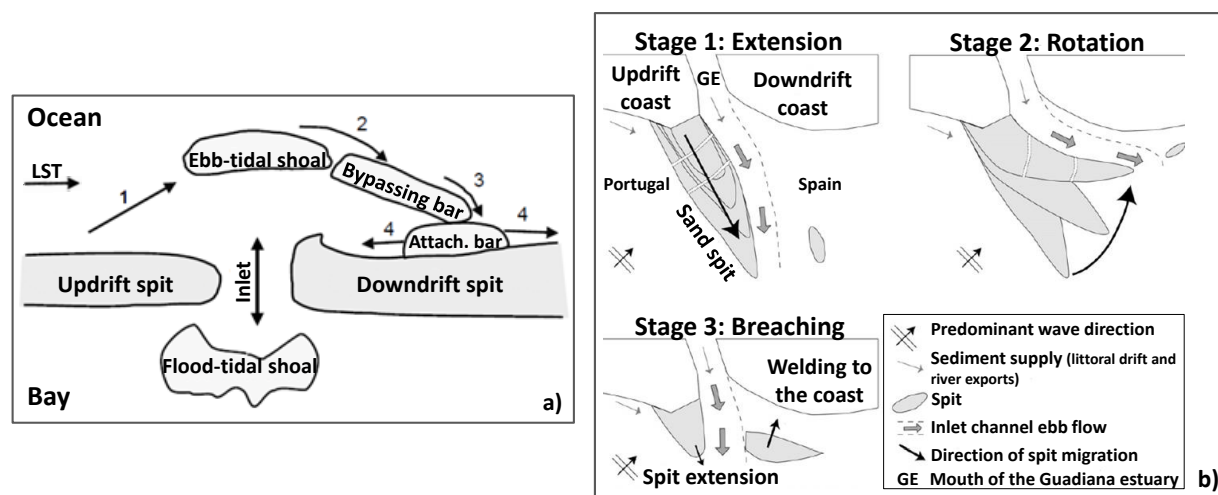 Ocean
LST
1
2
3
4
4
Ebb-tidal shoal
Bypassing bar
Attach. bar
Updrift spit
Inlet
Downdrift spit
Flood-tidal shoal
Bay
a)
Stage 1: Extension
Updrift
coast
GE
Downdrift
coast
Portugal
Spain
Sand spit
Stage 2: Rotation
Stage 3: Breaching
Welding to
the coast
Spit extension
Predominant wave direction
Sediment supply (littoral drift and
river exports)
Spit
Inlet channel ebb flow
Direction of spit migration
GE Mouth of the Guadiana estuary
b)